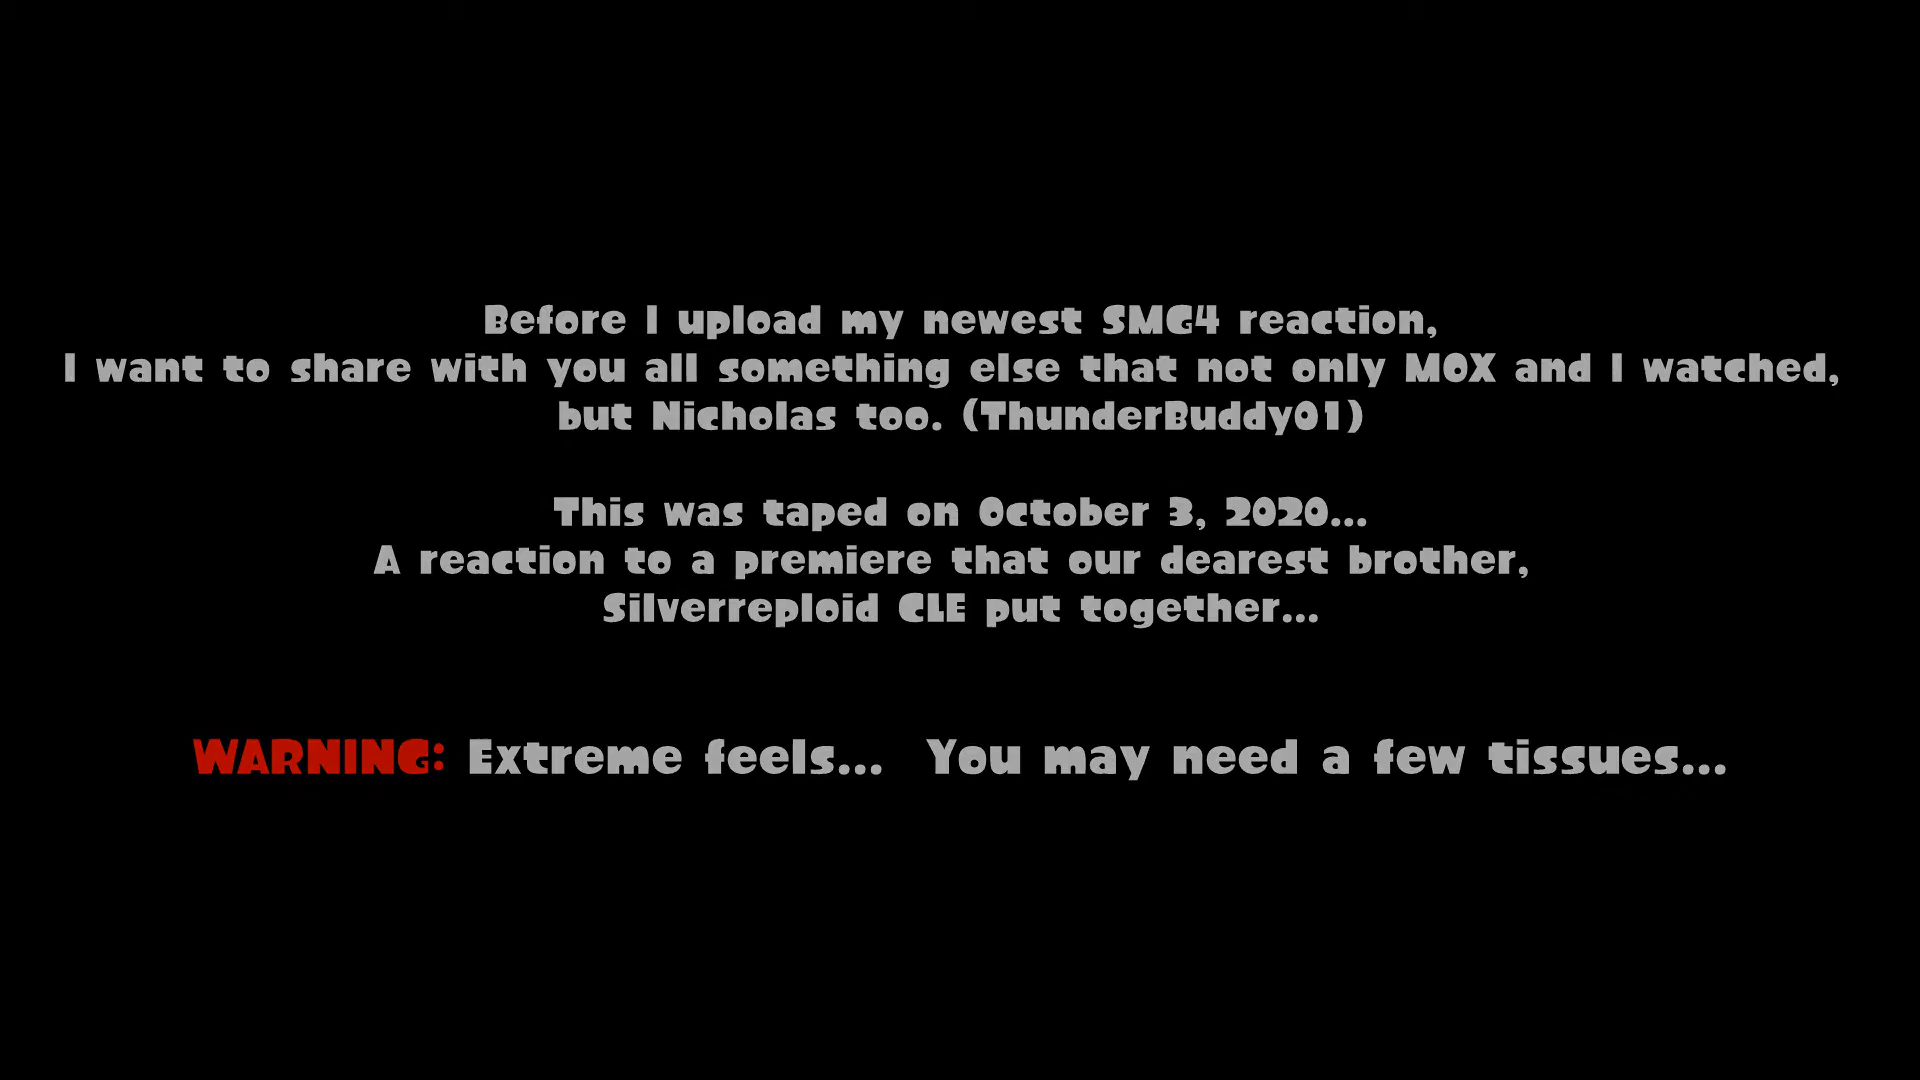 Before I upload my newest SMG4 reaction,
I want to share with you all something else that not only MOX and I watched,
but Nicholas too. (ThunderBuddy01)
This was taped on October 3, 2020...
A reaction to a premiere that our dearest brother,
Silverreploid CLE put together...
WARNING: Extreme feels... You may need a few tissues...